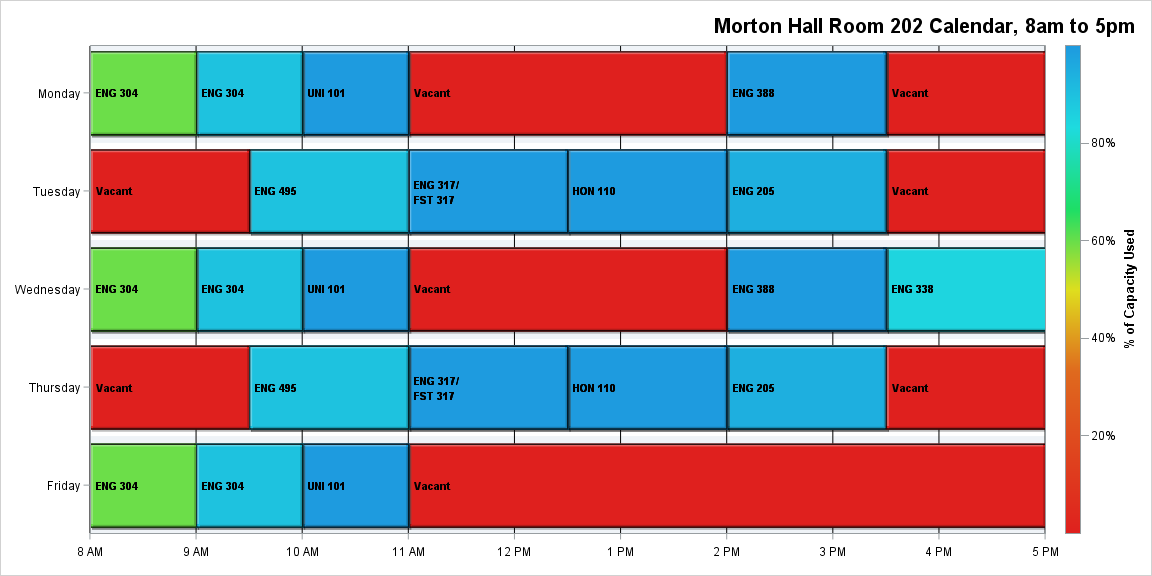 Morton Hall Room 202 Calendar, 8am to 5pm
Monday
ENG 304
ENG 304
UNI 101
Vacant
ENG 388
Vacant
Tuesday
Vacant
ENG 495
ENG 317/
FST 317
HON 110
ENG 205
Vacant
Wednesday
ENG 304
ENG 304
UNI 101
Vacant
ENG 388
ENG 338
Thursday
Vacant
ENG 495
ENG 317/
FST 317
HON 110
ENG 205
Vacant
Friday
ENG 304
ENG 304
UNI 101
Vacant
8 AM
9 AM
10 AM
11 AM
12 PM
1 PM
2 PM
3 PM
4 PM
5 PM
80%
60%
40%
20%
% of Capacity Used